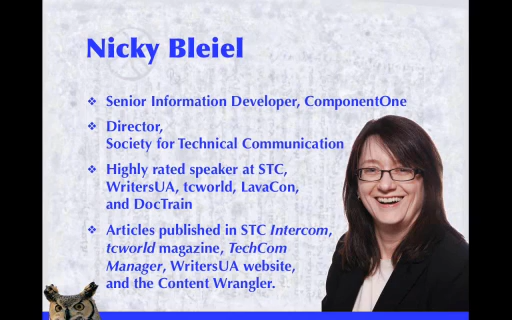 Nicky Bleiel
Senior Information Developer, ComponentOne
Director,
Society for Technical Communication
Highly rated speaker at STC,
WritersUA, tcworld, LavaCon,
and DocTrain
Articles published in STC Intercom,
tcworld magazine, TechCom
Manager, WritersUA website,
and the Content Wrangler.